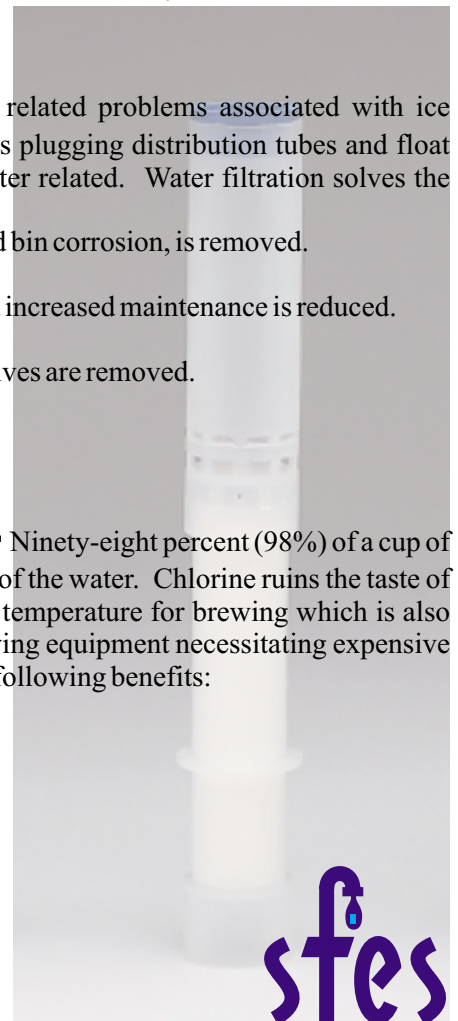 related problems associated with ice
s plugging distribution tubes and float
ter related. Water filtration solves the
d bin corrosion, is removed.
increased maintenance is reduced.
ves are removed.
Ninety-eight percent (98%) of a cup of
of the water. Chlorine ruins the taste of
temperature for brewing which is also
ving equipment necessitating expensive
following benefits:
sfes